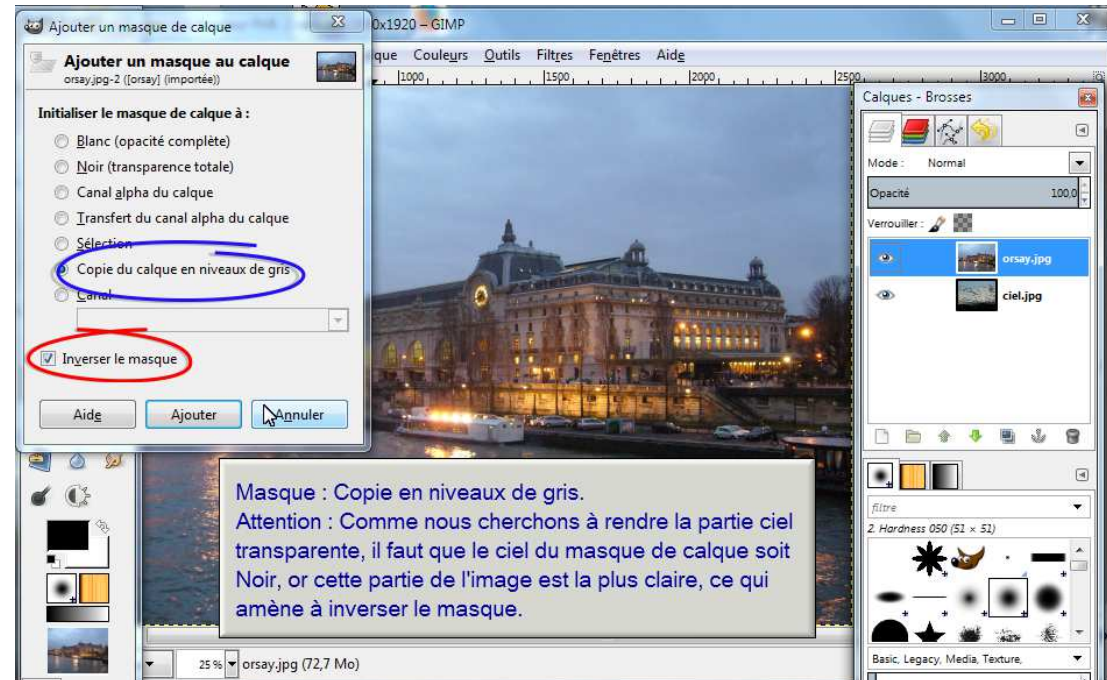 Ajouter un masque de calque
0x1920 – GIMP
que Couleurs Outils Filtres Fenêtres Aide
1000 1500 2000 2500 3000
Ajouter un masque au calque
orsay.jpg-2 ([orsay] (importée))
Initialiser le masque de calque à :
Blanc (opacité complète)
Noir (transparence totale)
Canal alpha du calque
Transfert du canal alpha du calque
Sélection
Copie du calque en niveaux de gris
Canal
Inverser le masque
Aide Ajouter Annuler
Calques - Brosses
Mode : Normal
Opacité 100,0
Verrouiller :
orsay.jpg
ciel.jpg
Masque : Copie en niveaux de gris.
Attention : Comme nous cherchons à rendre la partie ciel
transparente, il faut que le ciel du masque de calque soit
Noir, or cette partie de l'image est la plus claire, ce qui
amène à inverser le masque.
filtre
2. Hardness 050 (51 × 51)
Basic, Legacy, Media, Texture,
25 % orsay.jpg (72,7 Mo)